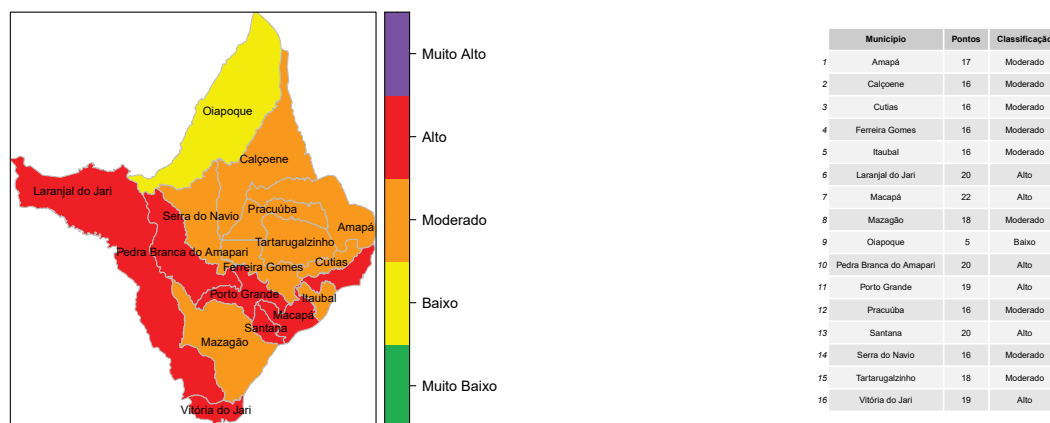 Oiapoque
Calçoene
Laranjal do Jari
Serra do Navio
Pracuúba
Amapá
Tartarugalzinho
Pedra Branca do Amapari
Cutias
Ferreira Gomes
Porto Grande
Itaubal
Macapá
Santana
Mazagão
Vitória do Jari
Muito Alto
Alto
Moderado
Baixo
Muito Baixo
Município Pontos Classificação
1 Amapá 17 Moderado
2 Calçoene 16 Moderado
3 Cutias 16 Moderado
4 Ferreira Gomes 16 Moderado
5 Itaubal 16 Moderado
6 Laranjal do Jari 20 Alto
7 Macapá 22 Alto
8 Mazagão 18 Moderado
9 Oiapoque 5 Baixo
10 Pedra Branca do Amapari 20 Alto
11 Porto Grande 19 Alto
12 Pracuúba 16 Moderado
13 Santana 20 Alto
14 Serra do Navio 16 Moderado
15 Tartarugalzinho 18 Moderado
16 Vitória do Jari 19 Alto